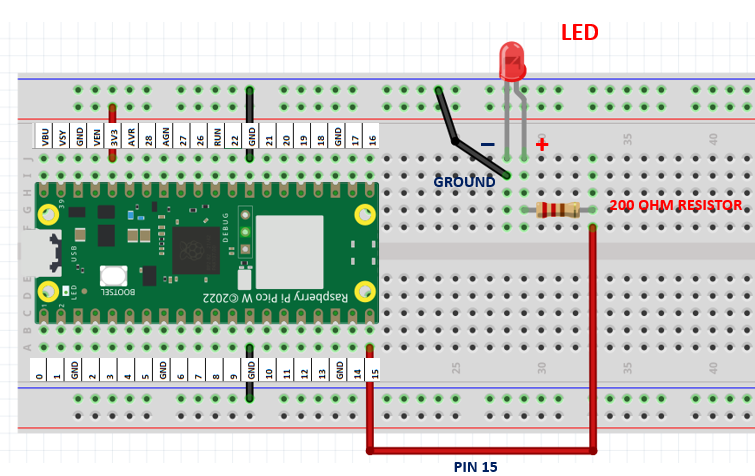 LED
VBU VSY GND VEN 3V3 AVR 28 AGN 27 26 RUN 22 GND 21 20 19 18 GND 17 16
− +
30 35 40
J
I
H
G
F
GROUND
200 OHM RESISTOR
DEBUG
USB
BOOTSEL
LED
Raspberry Pi Pico W ©2022
E
D
C
B
A
0 1 GND 2 3 4 5 GND 6 7 8 9 GND 10 11 12 13 GND 14 15
25 30 35 40
PIN 15